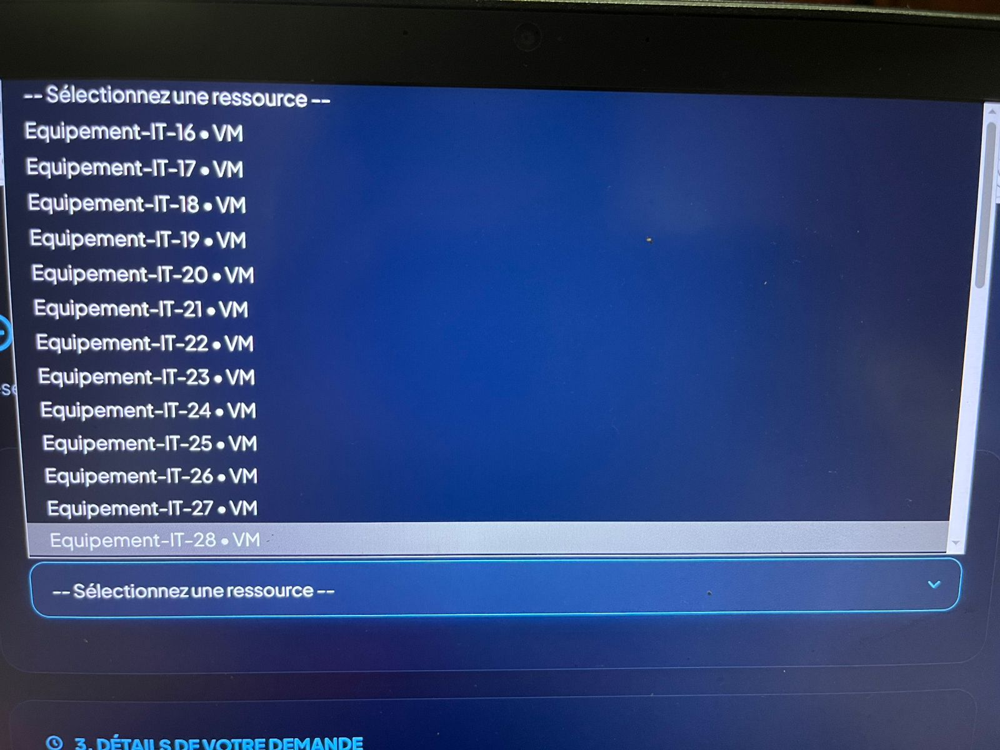 -- Sélectionnez une ressource --
Equipement-IT-16 • VM
Equipement-IT-17 • VM
Equipement-IT-18 • VM
Equipement-IT-19 • VM
Equipement-IT-20 • VM
Equipement-IT-21 • VM
Equipement-IT-22 • VM
Equipement-IT-23 • VM
Equipement-IT-24 • VM
Equipement-IT-25 • VM
Equipement-IT-26 • VM
Equipement-IT-27 • VM
Equipement-IT-28 • VM
-- Sélectionnez une ressource --
3. DÉTAILS DE VOTRE DEMANDE